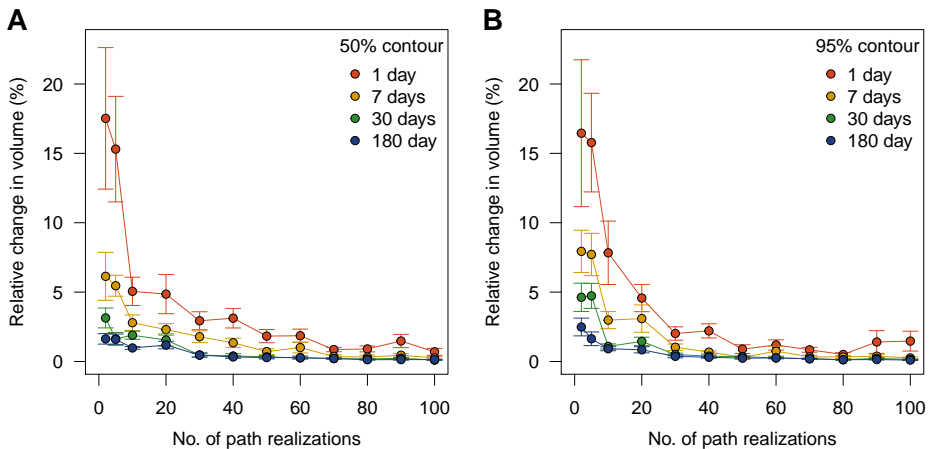 A
50% contour
1 day
7 days
30 days
180 day
Relative change in volume (%)
20
15
10
5
0
0 20 40 60 80 100
No. of path realizations
B
95% contour
1 day
7 days
30 days
180 day
Relative change in volume (%)
20
15
10
5
0
0 20 40 60 80 100
No. of path realizations